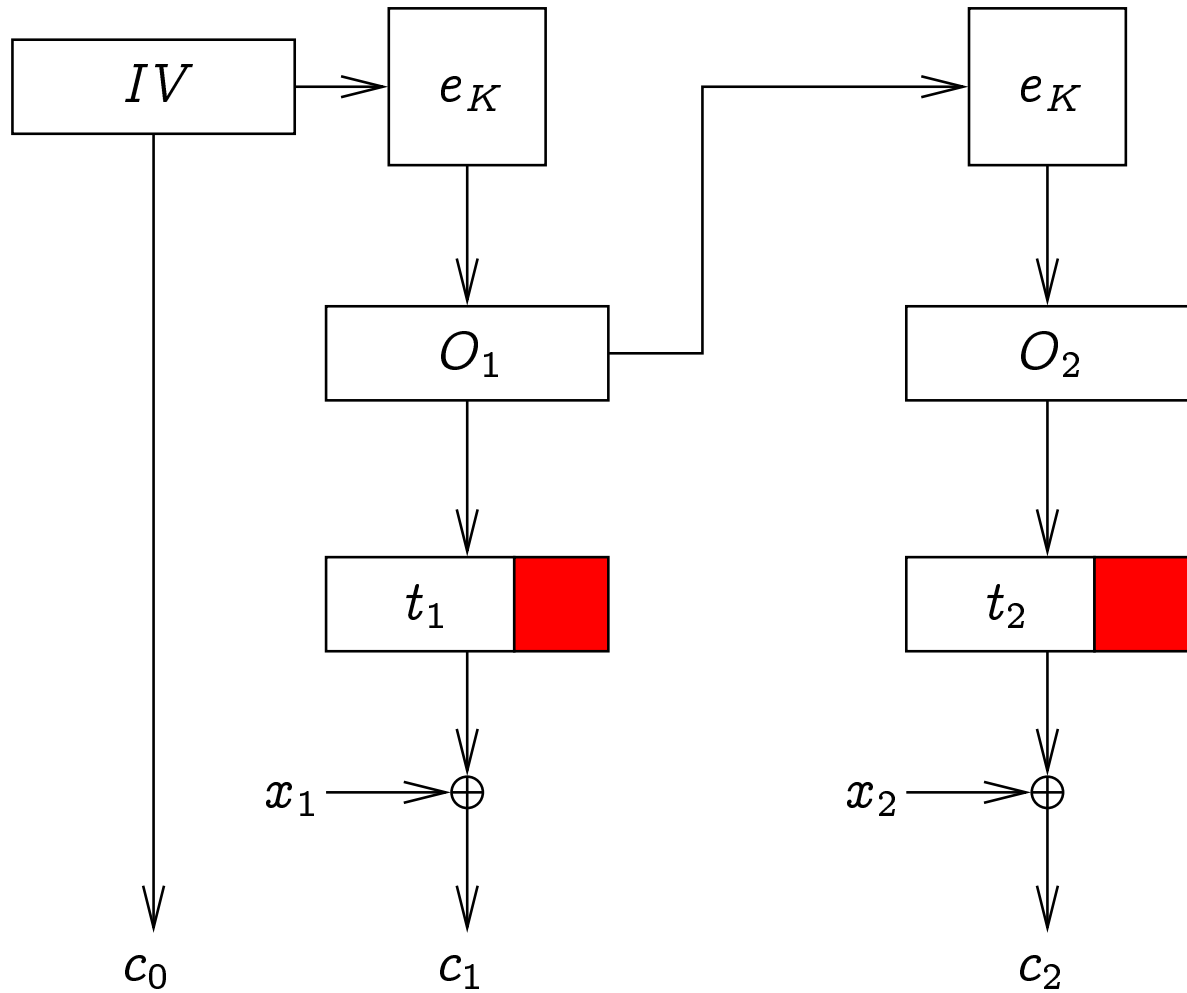 IV e_K e_K
O_1 O_2
t_1 t_2
x_1 ⊕ x_2 ⊕
c_0 c_1 c_2